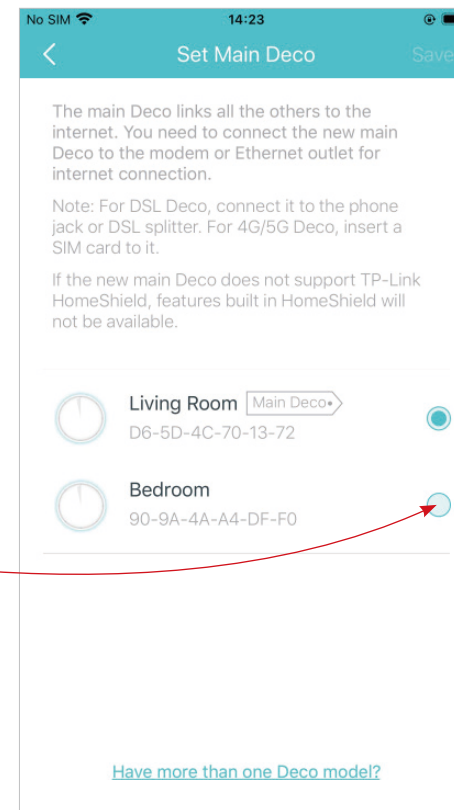 No SIM 14:23
Set Main Deco Save
The main Deco links all the others to the
internet. You need to connect the new main
Deco to the modem or Ethernet outlet for
internet connection.
Note: For DSL Deco, connect it to the phone
jack or DSL splitter. For 4G/5G Deco, insert a
SIM card to it.
If the new main Deco does not support TP-Link
HomeShield, features built in HomeShield will
not be available.
Living Room Main Deco
D6-5D-4C-70-13-72
Bedroom
90-9A-4A-A4-DF-F0
Have more than one Deco model?